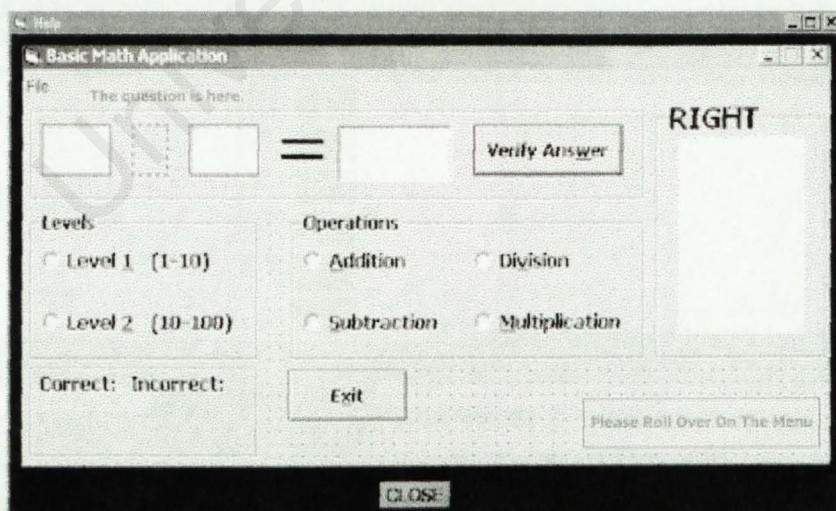 Help
Basic Math Application
File
The question is here.
RIGHT
=
Verify Answer
Levels
Operations
Level 1 (1-10)
Addition
Division
Level 2 (10-100)
Subtraction
Multiplication
Correct: Incorrect:
Exit
Please Roll Over On The Menu
CLOSE